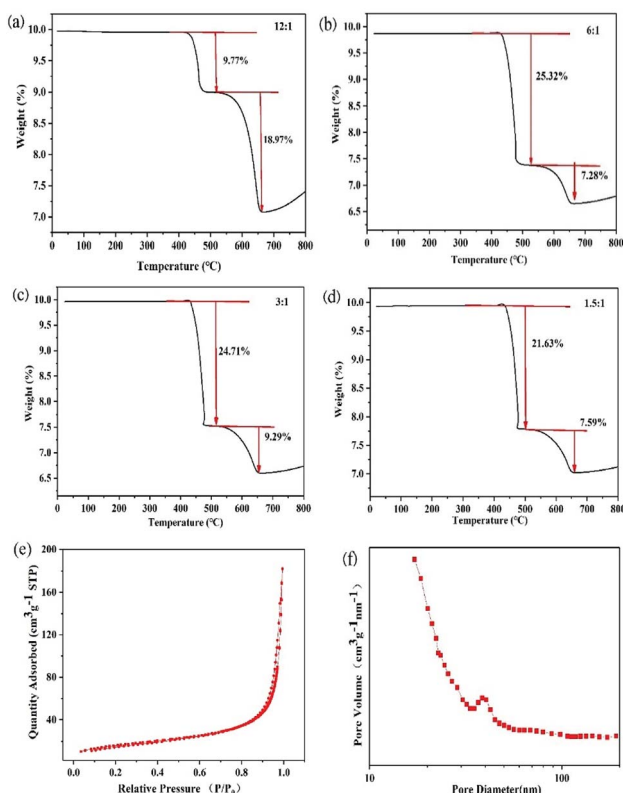 (a)
12:1
10.0
9.5
9.0
8.5
8.0
7.5
7.0
Weight (%)
9.77%
18.97%
0 100 200 300 400 500 600 700 800
Temperature (℃)
(b)
6:1
10.0
9.5
9.0
8.5
8.0
7.5
7.0
6.5
Weight (%)
25.32%
7.28%
0 100 200 300 400 500 600 700 800
Temperature (℃)
(c)
3:1
10.0
9.5
9.0
8.5
8.0
7.5
7.0
6.5
Weight (%)
24.71%
9.29%
0 100 200 300 400 500 600 700 800
Temperature (℃)
(d)
1.5:1
10.0
9.5
9.0
8.5
8.0
7.5
7.0
Weight (%)
21.63%
7.59%
0 100 200 300 400 500 600 700 800
Temperature (℃)
(e)
200
160
120
80
40
Quantity Adsorbed (cm³g⁻¹ STP)
0.0 0.2 0.4 0.6 0.8 1.0
Relative Pressure (P/P₀)
(f)
Pore Volume (cm³g⁻¹nm⁻¹)
10 100
Pore Diameter(nm)